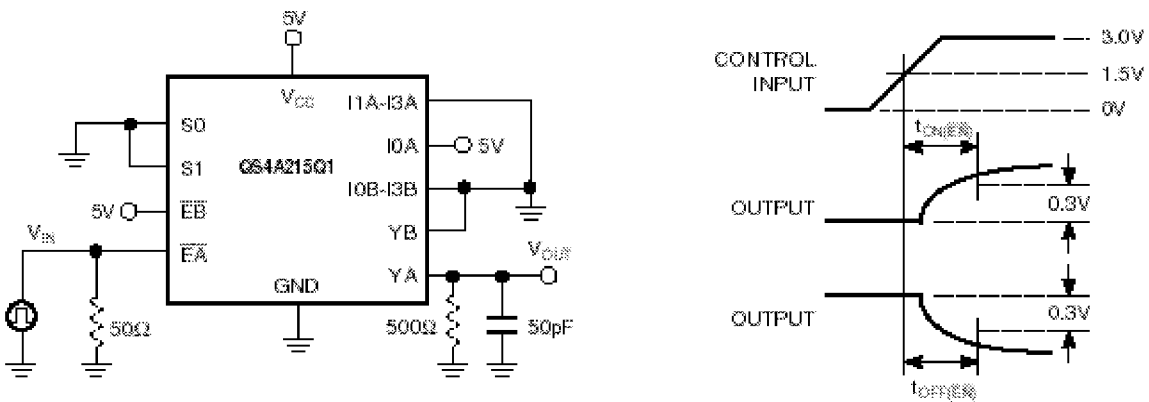 5V
VCC
S0
S1
QS4A215Q1
EB
5V
VIN
EA
GND
I1A-I3A
I0A
5V
I0B-I3B
YB
YA
VOUT
50Ω
500Ω
50pF
CONTROL
INPUT
3.0V
1.5V
0V
tON(EN)
OUTPUT
0.3V
OUTPUT
0.3V
tOFF(EN)